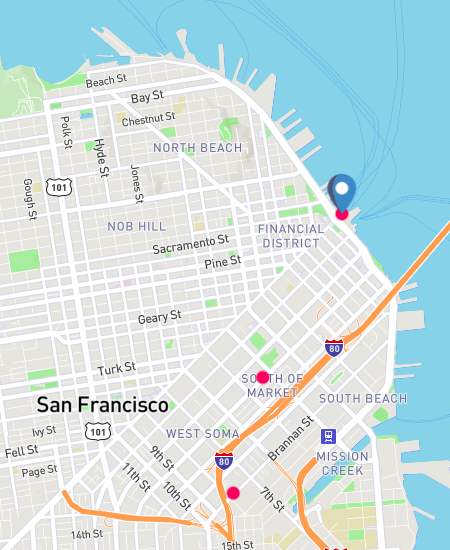 Beach St
Bay St
Chestnut St
Polk St
Hyde St
NORTH BEACH
Jones St
Gough St
101
NOB HILL
FINANCIAL
DISTRICT
Sacramento St
Pine St
Geary St
80
Turk St
SOUTH OF
MARKET
San Francisco
SOUTH BEACH
Ivy St
101
WEST SOMA
Brannan St
Fell St
9th St
MISSION
CREEK
Page St
11th St
10th St
80
7th St
14th St
15th St